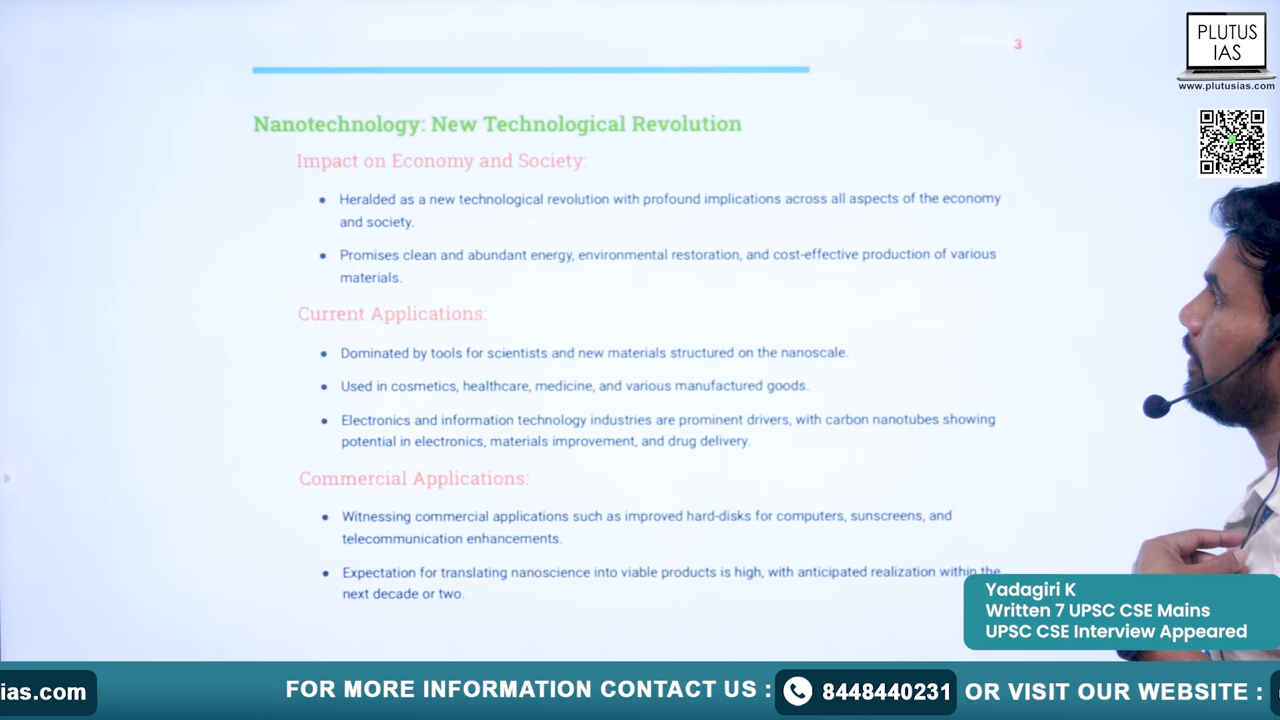 3
PLUTUS
IAS
www.plutusias.com
Nanotechnology: New Technological Revolution
Impact on Economy and Society:
● Heralded as a new technological revolution with profound implications across all aspects of the economy
and society.
● Promises clean and abundant energy, environmental restoration, and cost-effective production of various
materials.
Current Applications:
● Dominated by tools for scientists and new materials structured on the nanoscale.
● Used in cosmetics, healthcare, medicine, and various manufactured goods.
● Electronics and information technology industries are prominent drivers, with carbon nanotubes showing
potential in electronics, materials improvement, and drug delivery.
Commercial Applications:
● Witnessing commercial applications such as improved hard-disks for computers, sunscreens, and
telecommunication enhancements.
● Expectation for translating nanoscience into viable products is high, with anticipated realization within the
next decade or two.
Yadagiri K
Written 7 UPSC CSE Mains
UPSC CSE Interview Appeared
ias.com FOR MORE INFORMATION CONTACT US : 8448440231 OR VISIT OUR WEBSITE :